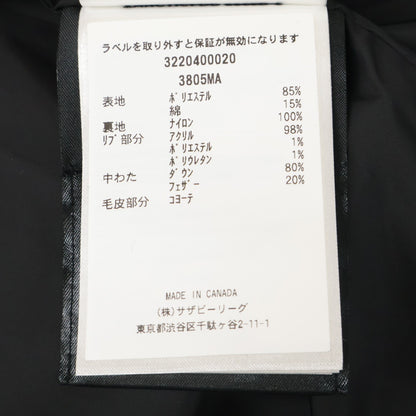 ラベルを取り外すと保証が無効になります
3220400020
3805MA
表地 ポリエステル 85%
綿 15%
裏地 ナイロン 100%
リブ部分 アクリル 98%
ポリエステル 1%
ポリウレタン 1%
中わた ダウン 80%
フェザー 20%
毛皮部分 コヨーテ
MADE IN CANADA
(株)サザビーリーグ
東京都渋谷区千駄ヶ谷2-11-1